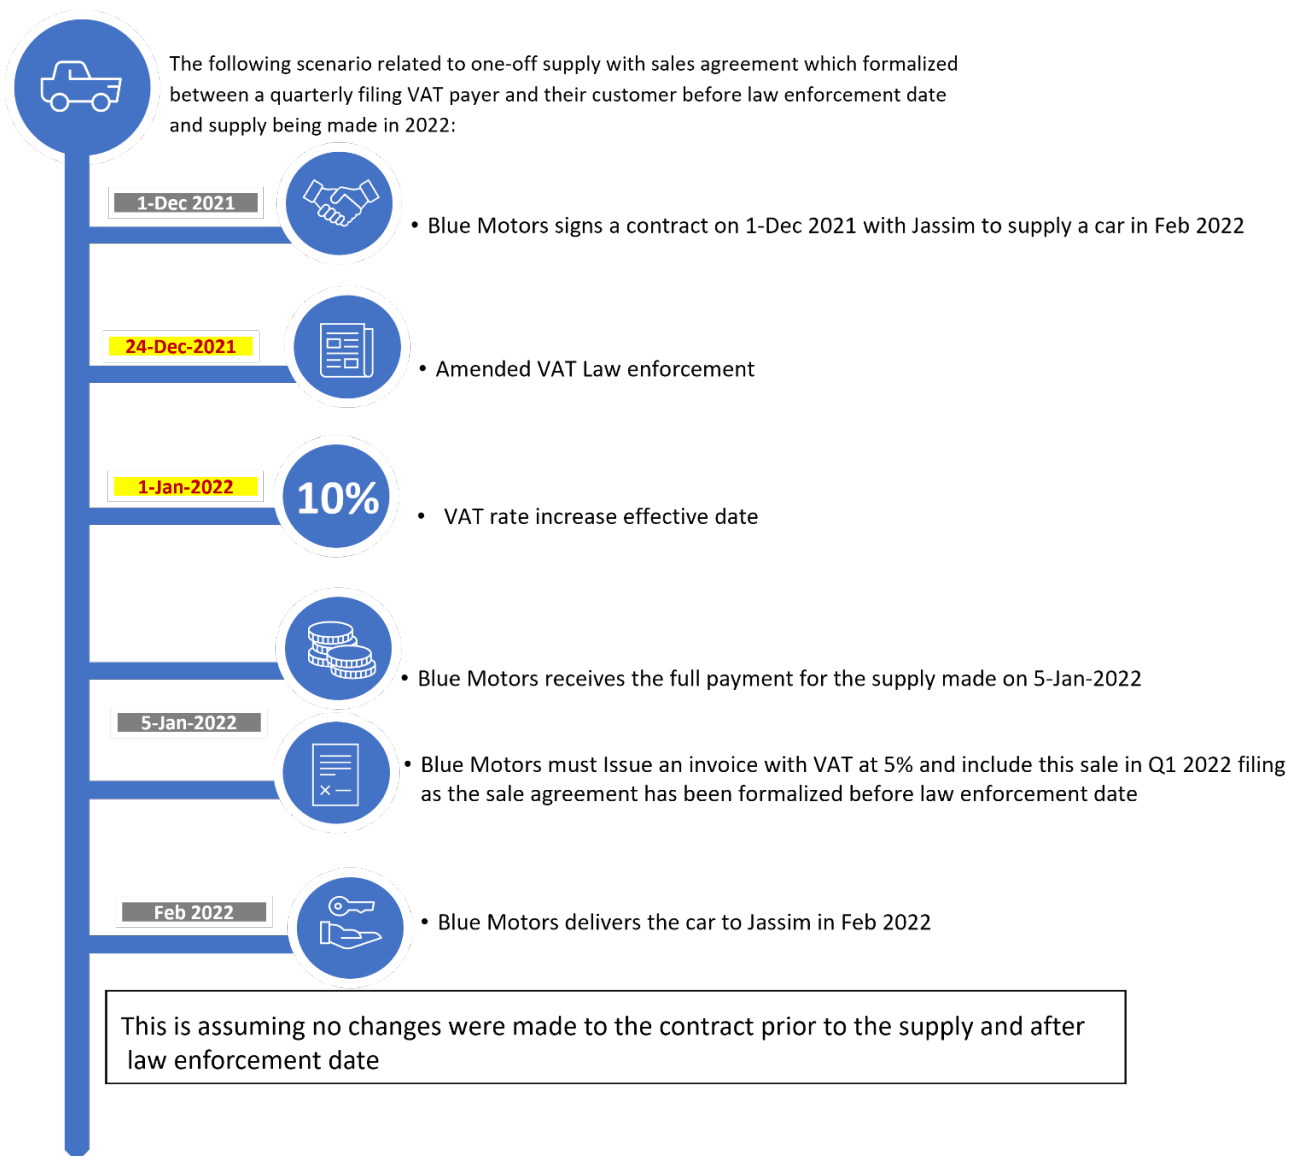 The following scenario related to one-off supply with sales agreement which formalized
between a quarterly filing VAT payer and their customer before law enforcement date
and supply being made in 2022:
1-Dec 2021
• Blue Motors signs a contract on 1-Dec 2021 with Jassim to supply a car in Feb 2022
24-Dec-2021
• Amended VAT Law enforcement
1-Jan-2022
10%
• VAT rate increase effective date
• Blue Motors receives the full payment for the supply made on 5-Jan-2022
5-Jan-2022
• Blue Motors must Issue an invoice with VAT at 5% and include this sale in Q1 2022 filing
as the sale agreement has been formalized before law enforcement date
Feb 2022
• Blue Motors delivers the car to Jassim in Feb 2022
This is assuming no changes were made to the contract prior to the supply and after
law enforcement date